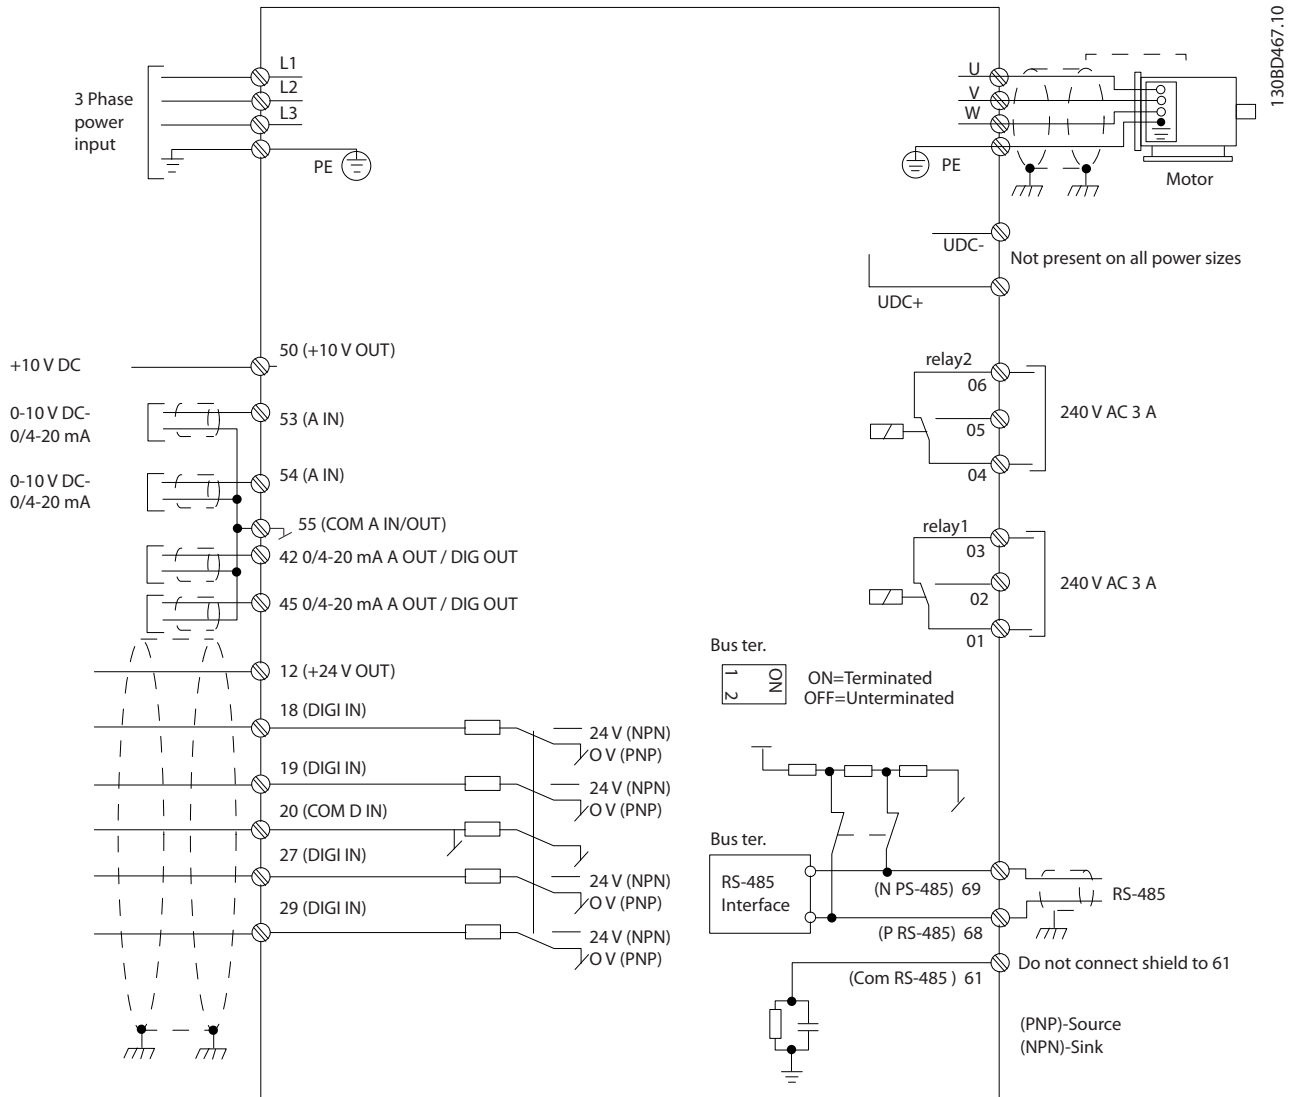 130BD467.10
3 Phase
power
input
L1
L2
L3
PE
U
V
W
PE
Motor
UDC-
Not present on all power sizes
UDC+
+10 V DC
50 (+10 V OUT)
0-10 V DC-
0/4-20 mA
53 (A IN)
0-10 V DC-
0/4-20 mA
54 (A IN)
55 (COM A IN/OUT)
42 0/4-20 mA A OUT / DIG OUT
45 0/4-20 mA A OUT / DIG OUT
12 (+24 V OUT)
18 (DIGI IN)
24 V (NPN)
O V (PNP)
19 (DIGI IN)
24 V (NPN)
O V (PNP)
20 (COM D IN)
27 (DIGI IN)
24 V (NPN)
O V (PNP)
29 (DIGI IN)
24 V (NPN)
O V (PNP)
relay2
06
05
04
240 V AC 3 A
relay1
03
02
01
240 V AC 3 A
Bus ter.
1
2
ON
ON=Terminated
OFF=Unterminated
Bus ter.
RS-485
Interface
(N PS-485) 69
RS-485
(P RS-485) 68
(Com RS-485 ) 61
Do not connect shield to 61
(PNP)-Source
(NPN)-Sink